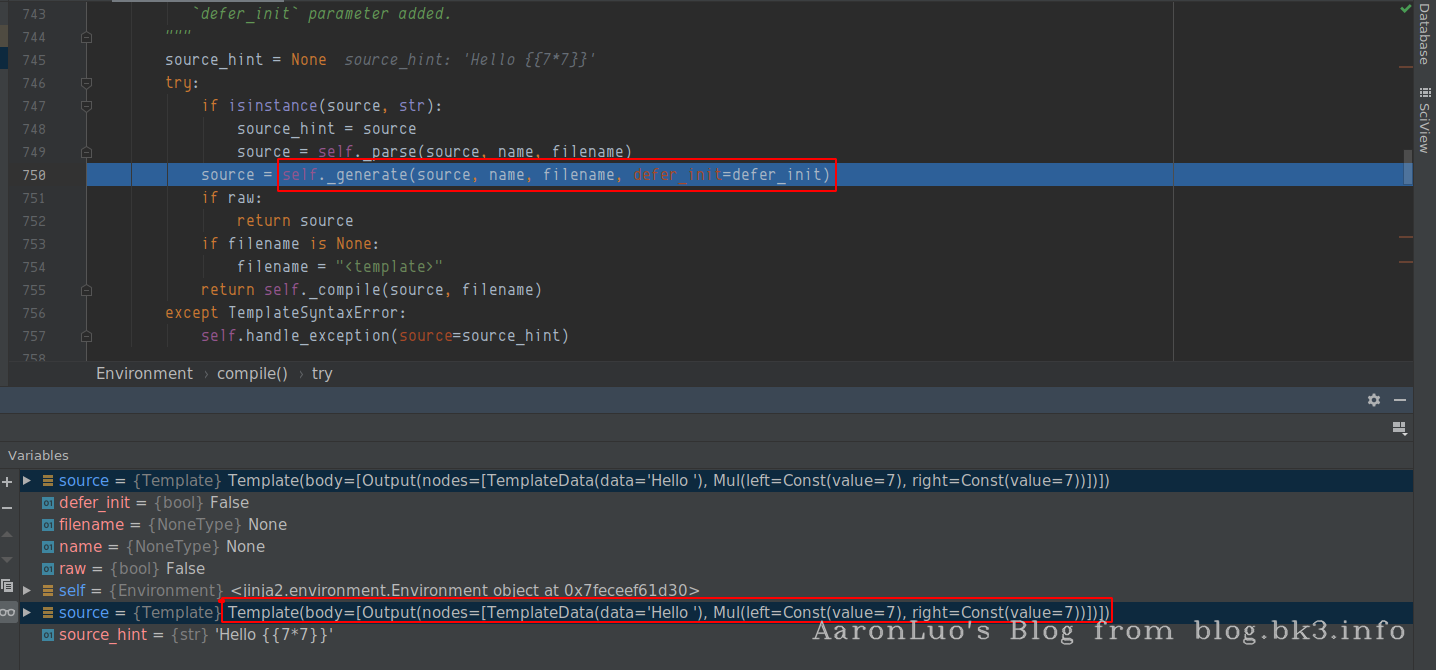 743 `defer_init` parameter added.
744 """
745 source_hint = None source_hint: 'Hello {{7*7}}'
746 try:
747 if isinstance(source, str):
748 source_hint = source
749 source = self._parse(source, name, filename)
750 source = self._generate(source, name, filename, defer_init=defer_init)
751 if raw:
752 return source
753 if filename is None:
754 filename = "<template>"
755 return self._compile(source, filename)
756 except TemplateSyntaxError:
757 self.handle_exception(source=source_hint)
758
Database
SciView
Environment › compile() › try
Variables
source = {Template} Template(body=[Output(nodes=[TemplateData(data='Hello '), Mul(left=Const(value=7), right=Const(value=7))])])
defer_init = {bool} False
filename = {NoneType} None
name = {NoneType} None
raw = {bool} False
self = {Environment} <jinja2.environment.Environment object at 0x7feceef61d30>
source = {Template} Template(body=[Output(nodes=[TemplateData(data='Hello '), Mul(left=Const(value=7), right=Const(value=7))])])
source_hint = {str} 'Hello {{7*7}}'
AaronLuo's Blog from blog.bk3.info